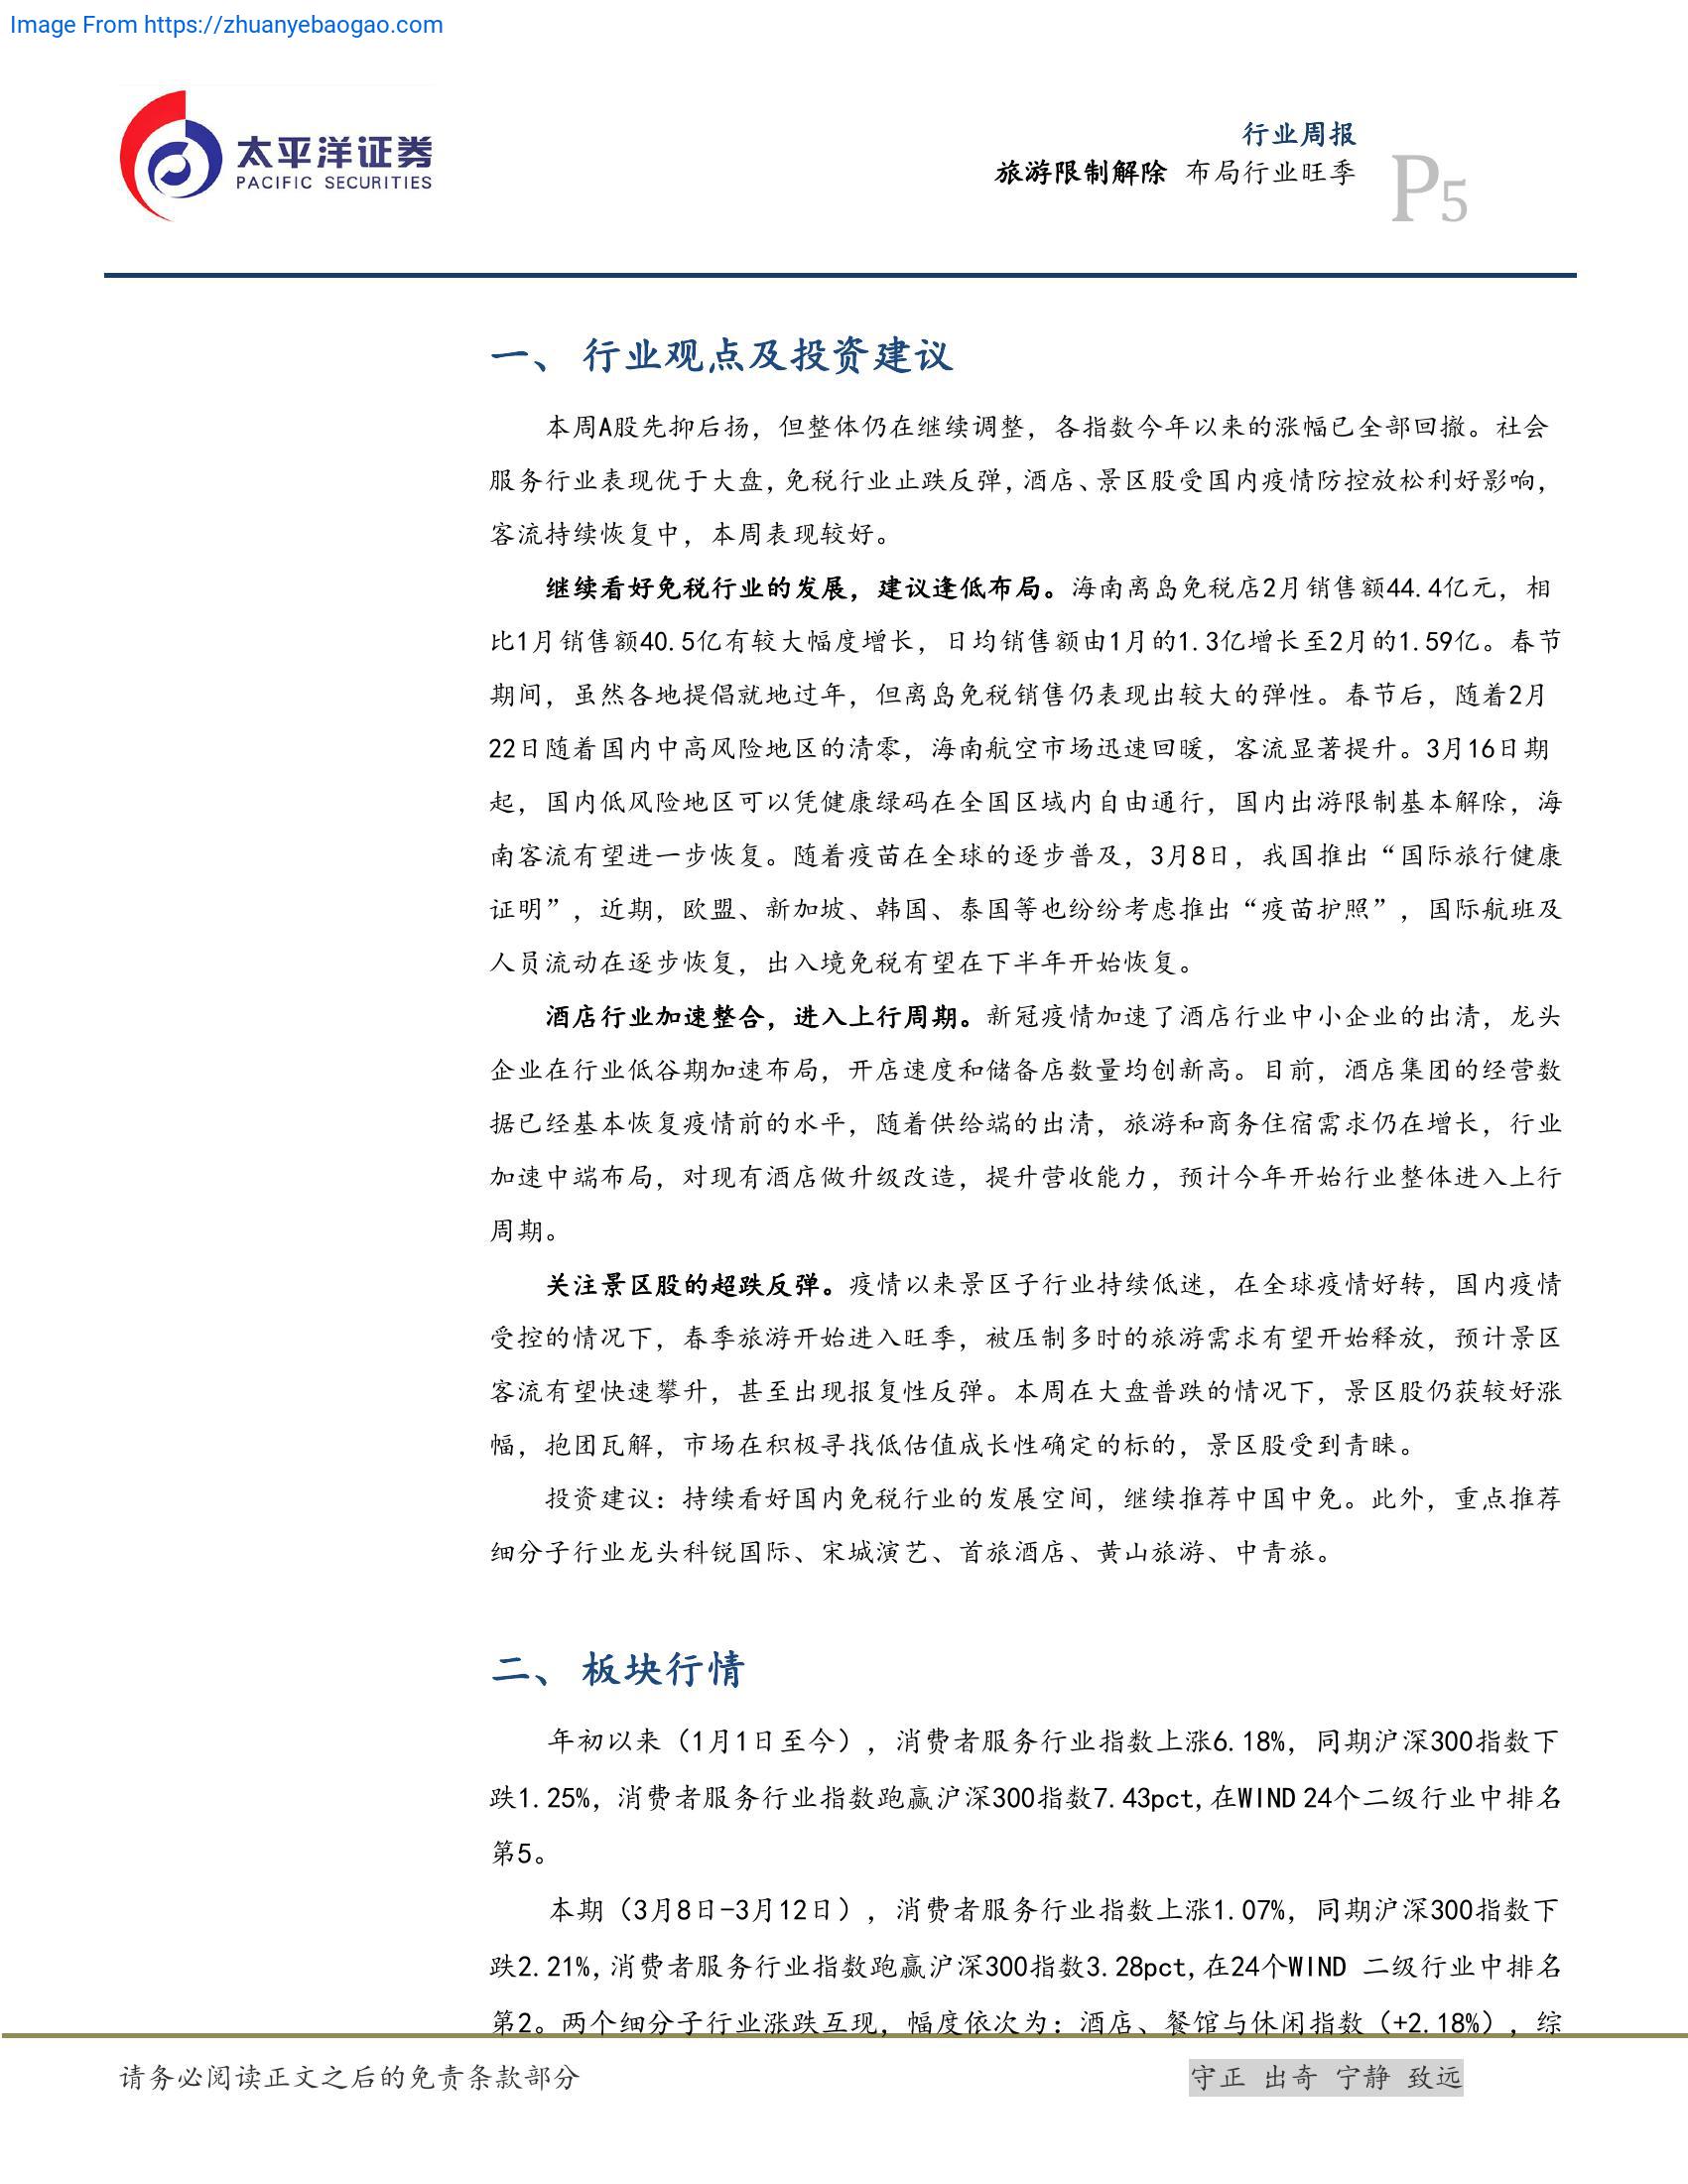 Image From https://zhuanyebaogao.com
太平洋证券
PACIFIC SECURITIES
行业周报
旅游限制解除 布局行业旺季
P5
一、 行业观点及投资建议
本周A股先抑后扬，但整体仍在继续调整，各指数今年以来的涨幅已全部回撤。社会
服务行业表现优于大盘,免税行业止跌反弹,酒店、景区股受国内疫情防控放松利好影响，
客流持续恢复中，本周表现较好。
继续看好免税行业的发展，建议逢低布局。海南离岛免税店2月销售额44.4亿元，相
比1月销售额40.5亿有较大幅度增长，日均销售额由1月的1.3亿增长至2月的1.59亿。春节
期间，虽然各地提倡就地过年，但离岛免税销售仍表现出较大的弹性。春节后，随着2月
22日随着国内中高风险地区的清零，海南航空市场迅速回暖，客流显著提升。3月16日期
起，国内低风险地区可以凭健康绿码在全国区域内自由通行，国内出游限制基本解除，海
南客流有望进一步恢复。随着疫苗在全球的逐步普及，3月8日，我国推出“国际旅行健康
证明”，近期，欧盟、新加坡、韩国、泰国等也纷纷考虑推出“疫苗护照”，国际航班及
人员流动在逐步恢复，出入境免税有望在下半年开始恢复。
酒店行业加速整合，进入上行周期。新冠疫情加速了酒店行业中小企业的出清，龙头
企业在行业低谷期加速布局，开店速度和储备店数量均创新高。目前，酒店集团的经营数
据已经基本恢复疫情前的水平，随着供给端的出清，旅游和商务住宿需求仍在增长，行业
加速中端布局，对现有酒店做升级改造，提升营收能力，预计今年开始行业整体进入上行
周期。
关注景区股的超跌反弹。疫情以来景区子行业持续低迷，在全球疫情好转，国内疫情
受控的情况下，春季旅游开始进入旺季，被压制多时的旅游需求有望开始释放，预计景区
客流有望快速攀升，甚至出现报复性反弹。本周在大盘普跌的情况下，景区股仍获较好涨
幅，抱团瓦解，市场在积极寻找低估值成长性确定的标的，景区股受到青睐。
投资建议：持续看好国内免税行业的发展空间，继续推荐中国中免。此外，重点推荐
细分子行业龙头科锐国际、宋城演艺、首旅酒店、黄山旅游、中青旅。
二、 板块行情
年初以来（1月1日至今），消费者服务行业指数上涨6.18%，同期沪深300指数下
跌1.25%，消费者服务行业指数跑赢沪深300指数7.43pct,在WIND 24个二级行业中排名
第5。
本期（3月8日-3月12日），消费者服务行业指数上涨1.07%，同期沪深300指数下
跌2.21%,消费者服务行业指数跑赢沪深300指数3.28pct,在24个WIND 二级行业中排名
第2。两个细分子行业涨跌互现，幅度依次为：酒店、餐馆与休闲指数（+2.18%），综
请务必阅读正文之后的免责条款部分
守正 出奇 宁静 致远